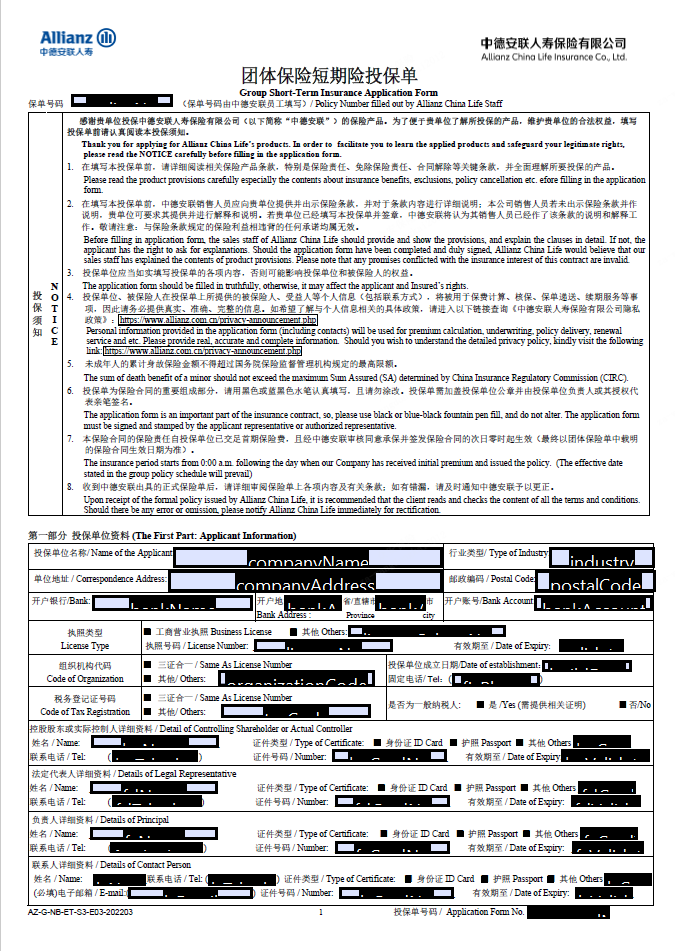 Allianz
中德安联人寿
中德安联人寿保险有限公司
Allianz China Life Insurance Co., Ltd.
团体保险短期险投保单
Group Short-Term Insurance Application Form
保单号码 （保单号码由中德安联员工填写）/ Policy Number filled out by Allianz China Life Staff
投保须知
NOTICE
感谢贵单位投保中德安联人寿保险有限公司（以下简称“中德安联”）的保险产品。为了便于贵单位了解所投保的产品，维护贵单位的合法权益，填写
投保单前请认真阅读本投保须知。
Thank you for applying for Allianz China Life's products. In order to facilitate you to learn the applied products and safeguard your legitimate rights,
please read the NOTICE carefully before filling in the application form.
1. 在填写本投保单前，请详细阅读相关保险产品条款，特别是保险责任、免除保险责任、合同解除等关键条款，并全面理解所要投保的产品。
Please read the product provisions carefully especially the contents about insurance benefits, exclusions, policy cancellation etc. efore filling in the application
form.
2. 在填写本投保单前，中德安联销售人员应向贵单位提供并出示保险条款，并对于条款内容进行详细说明；本公司销售人员若未出示保险条款并作
说明，贵单位可要求其提供并进行解释和说明。若贵单位已经填写本投保单并签章，中德安联将认为其销售人员已经作了该条款的说明和解释工
作。敬请注意：与保险条款规定的保险利益相违背的任何承诺均属无效。
Before filling in application form, the sales staff of Allianz China Life should provide and show the provisions, and explain the clauses in detail. If not, the
applicant has the right to ask for explanations. Should the application form have been completed and duly signed, Allianz China Life would believe that our
sales staff has explained the contents of product provisions. Please note that any promises conflicted with the insurance interest of this contract are invalid.
3. 投保单位应当如实填写投保单的各项内容，否则可能影响投保单位和被保险人的权益。
The application form should be filled in truthfully, otherwise, it may affect the applicant and Insured's rights.
4. 投保单位、被保险人在投保单上所提供的被保险人、受益人等个人信息（包括联系方式），将被用于保费计算、核保、保单递送、续期服务等事
项，因此请务必提供真实、准确、完整的信息。如希望了解与个人信息相关的具体政策，请进入以下链接查询《中德安联人寿保险有限公司隐私
政策》：https://www.allianz.com.cn/privacy-announcement.php
Personal information provided in the application form (including contacts) will be used for premium calculation, underwriting, policy delivery, renewal
service and etc. Please provide real, accurate and complete information. Should you wish to understand the detailed privacy policy, kindly visit the following
link:https://www.allianz.com.cn/privacy-announcement.php
5. 未成年人的累计身故保险金额不得超过国务院保险监督管理机构规定的最高限额。
The sum of death benefit of a minor should not exceed the maximum Sum Assured (SA) determined by China Insurance Regulatory Commission (CIRC).
6. 投保单为保险合同的重要组成部分，请用黑色或蓝黑色水笔认真填写，且请勿涂改。投保单需加盖投保单位公章并由投保单位负责人或其授权代
表亲笔签名。
The application form is an important part of the insurance contract, so, please use black or blue-black fountain pen fill, and do not alter. The application form
must be signed and stamped by the applicant representative or authorized representative.
7. 本保险合同的保险责任自投保单位已交足首期保险费，且经中德安联审核同意承保并签发保险合同的次日零时起生效（最终以团体保险单中载明
的保险合同生效日期为准）。
The insurance period starts from 0:00 a.m. following the day when our Company has received initial premium and issued the policy. (The effective date
stated in the group policy schedule will prevail)
8. 收到中德安联出具的正式保险单后，请详细审阅保险单上各项内容及有关条款；如有错漏，请及时通知中德安联予以更正。
Upon receipt of the formal policy issued by Allianz China Life, it is recommended that the client reads and checks the content of all the terms and conditions.
Should there be any error or omission, please notify Allianz China Life immediately for rectification.
第一部分 投保单位资料 (The First Part: Applicant Information)
投保单位名称/ Name of the Applicant companyName 行业类型/ Type of Industry industry
单位地址 / Correspondence Address: companyAddress 邮政编码 / Postal Code: postalCode
开户银行/Bank: bankName 开户地 省/直辖市 市 开户账号/Bank Account
Bank Address : Province city
执照类型 工商营业执照 Business License 其他 Others:
License Type 执照号码 / License Number: 有效期至 / Date of Expiry:
组织机构代码 三证合一 / Same As License Number 投保单位成立日期/Date of establishment:
Code of Organization 其他/ Others: organizationCode 固定电话/ Tel: ( )
税务登记证号码 三证合一 / Same As License Number 是否为一般纳税人: 是 /Yes (需提供相关证明) 否/No
Code of Tax Registration 其他/ Others:
控股股东或实际控制人详细资料 / Detail of Controlling Shareholder or Actual Controller
姓名 / Name: 证件类型 / Type of Certificate: 身份证 ID Card 护照 Passport 其他 Others
联系电话 / Tel: ( ) 证件号码 / Number: 有效期至 / Date of Expiry
法定代表人详细资料 / Details of Legal Representative
姓名 / Name: 证件类型 / Type of Certificate: 身份证 ID Card 护照 Passport 其他 Others
联系电话 / Tel: ( ) 证件号码 / Number: 有效期至 / Date of Expiry:
负责人详细资料 / Details of Principal
姓名 / Name: 证件类型 / Type of Certificate: 身份证 ID Card 护照 Passport 其他 Others
联系电话 / Tel: ( ) 证件号码 / Number: 有效期至 / Date of Expiry:
联系人详细资料 / Details of Contact Person
姓名 / Name: 联系电话 / Tel: ( ) 证件类型 / Type of Certificate: 身份证 ID Card 护照 Passport 其他 Others
(必填)电子邮箱 / E-mail: 证件号码 / Number: 有效期至 / Date of Expiry:
AZ-G-NB-ET-S3-E03-202203 1 投保单号码 / Application Form No.